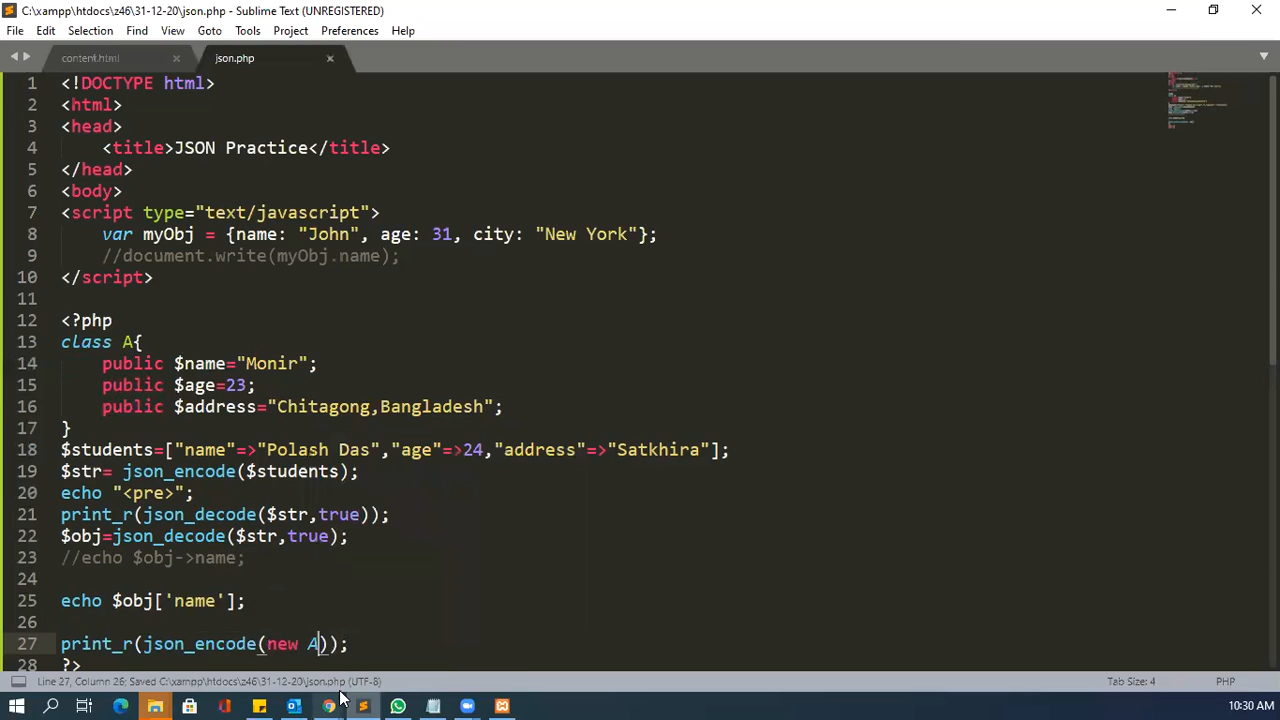 C:\xampp\htdocs\z46\31-12-20\json.php - Sublime Text (UNREGISTERED)
File Edit Selection Find View Goto Tools Project Preferences Help
content.html json.php
1 <!DOCTYPE html>
2 <html>
3 <head>
4 <title>JSON Practice</title>
5 </head>
6 <body>
7 <script type="text/javascript">
8 var myObj = {name: "John", age: 31, city: "New York"};
9 //document.write(myObj.name);
10 </script>
11
12 <?php
13 class A{
14 public $name="Monir";
15 public $age=23;
16 public $address="Chitagong,Bangladesh";
17 }
18 $students=["name"=>"Polash Das","age"=>24,"address"=>"Satkhira"];
19 $str= json_encode($students);
20 echo "<pre>";
21 print_r(json_decode($str,true));
22 $obj=json_decode($str,true);
23 //echo $obj->name;
24
25 echo $obj['name'];
26
27 print_r(json_encode(new A));
28 ?>
Line 27, Column 26; Saved C:\xampp\htdocs\z46\31-12-20\json.php (UTF-8) Tab Size: 4 PHP
10:30 AM